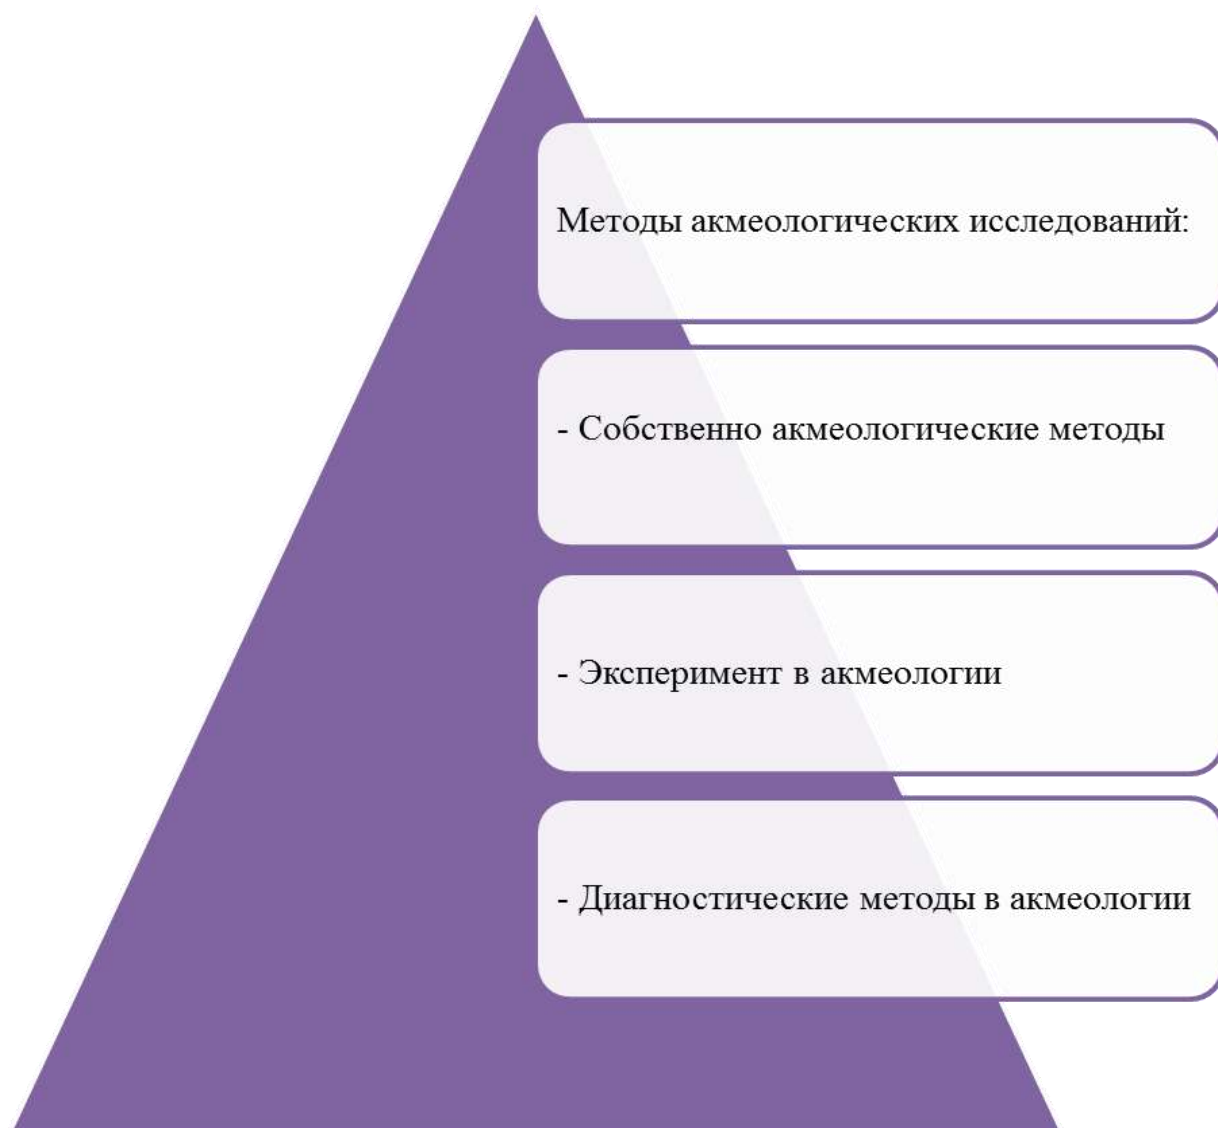 Методы акмеологических исследований:
- Собственно акмеологические методы
- Эксперимент в акмеологии
- Диагностические методы в акмеологии